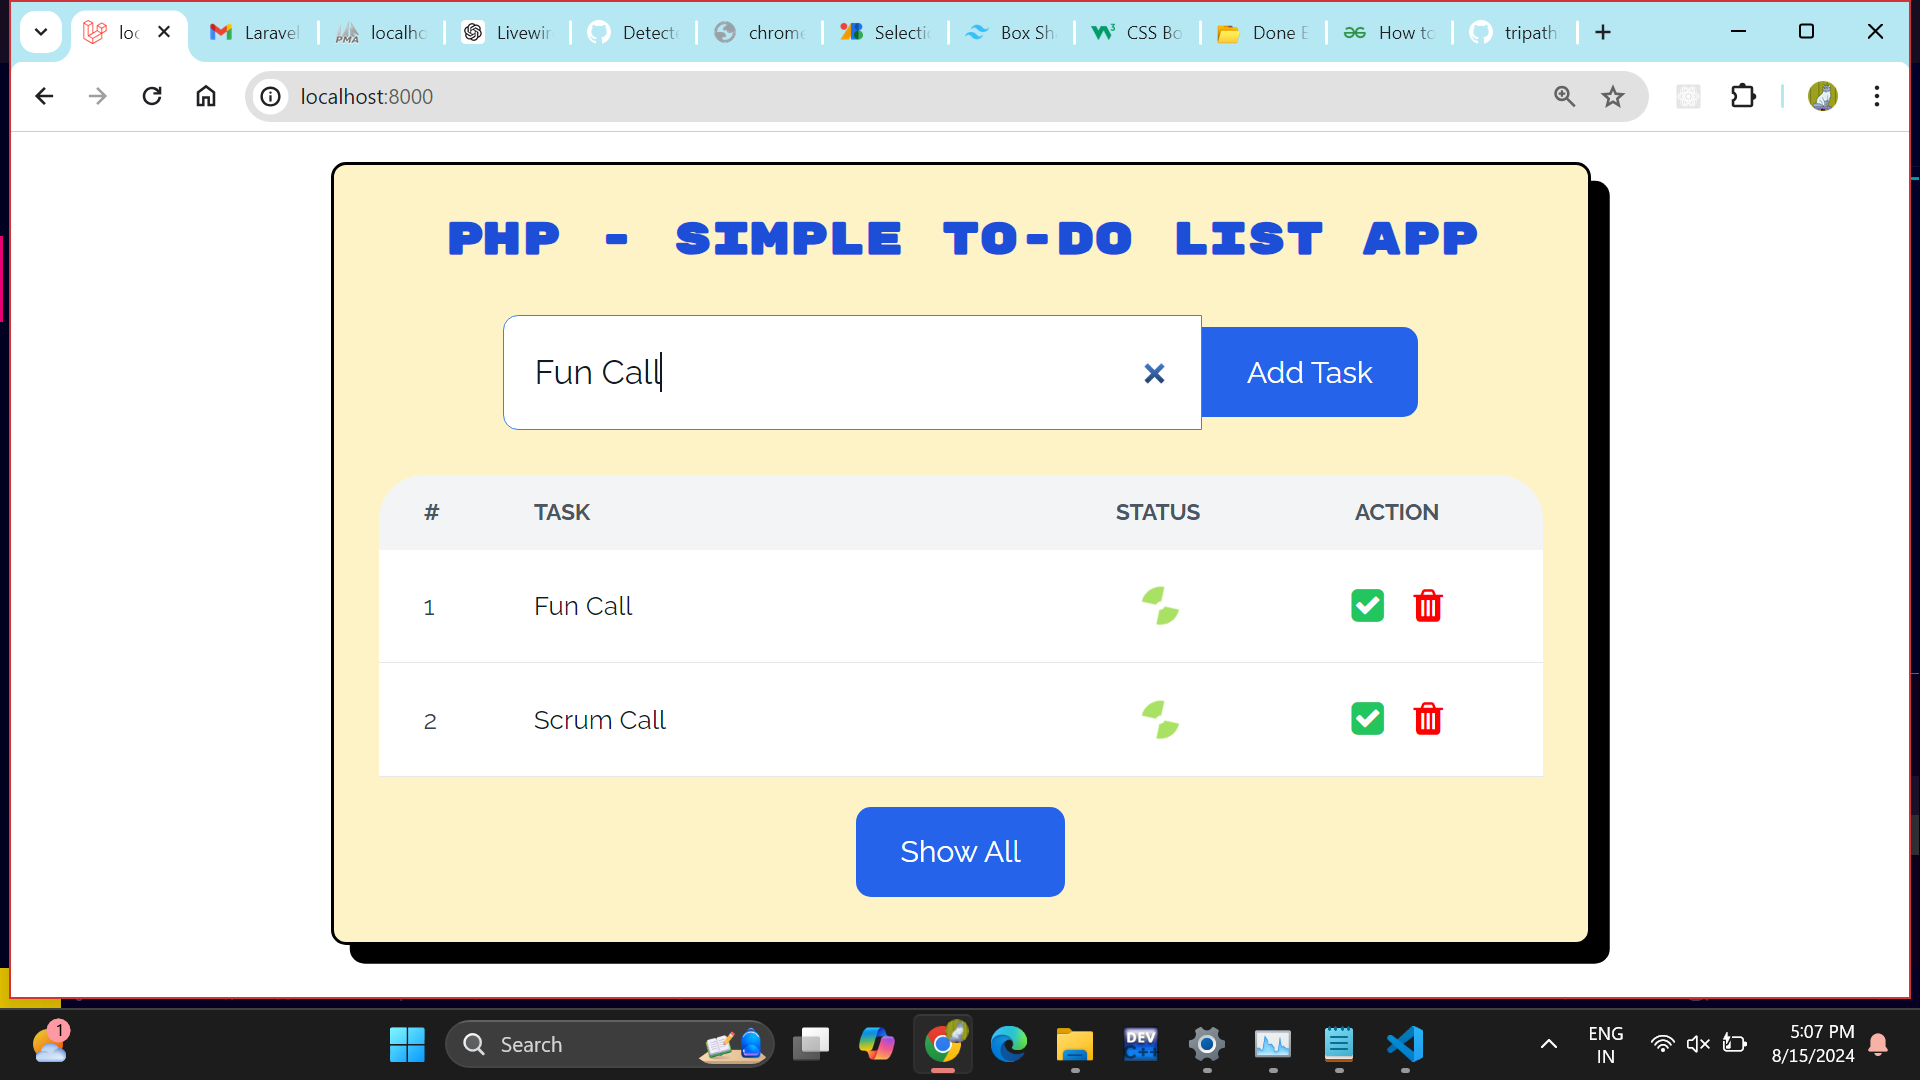 loc
Laravel
localho
Livewir
Detect
chrome
Selecti
Box Sh
CSS Bo
Done E
How to
tripath
PMA
localhost:8000
PHP - SIMPLE TO-DO LIST APP
Fun Call
Add Task
# TASK STATUS ACTION
1 Fun Call
2 Scrum Call
Show All
1
Search
DEV
C++
ENG
IN
5:07 PM
8/15/2024